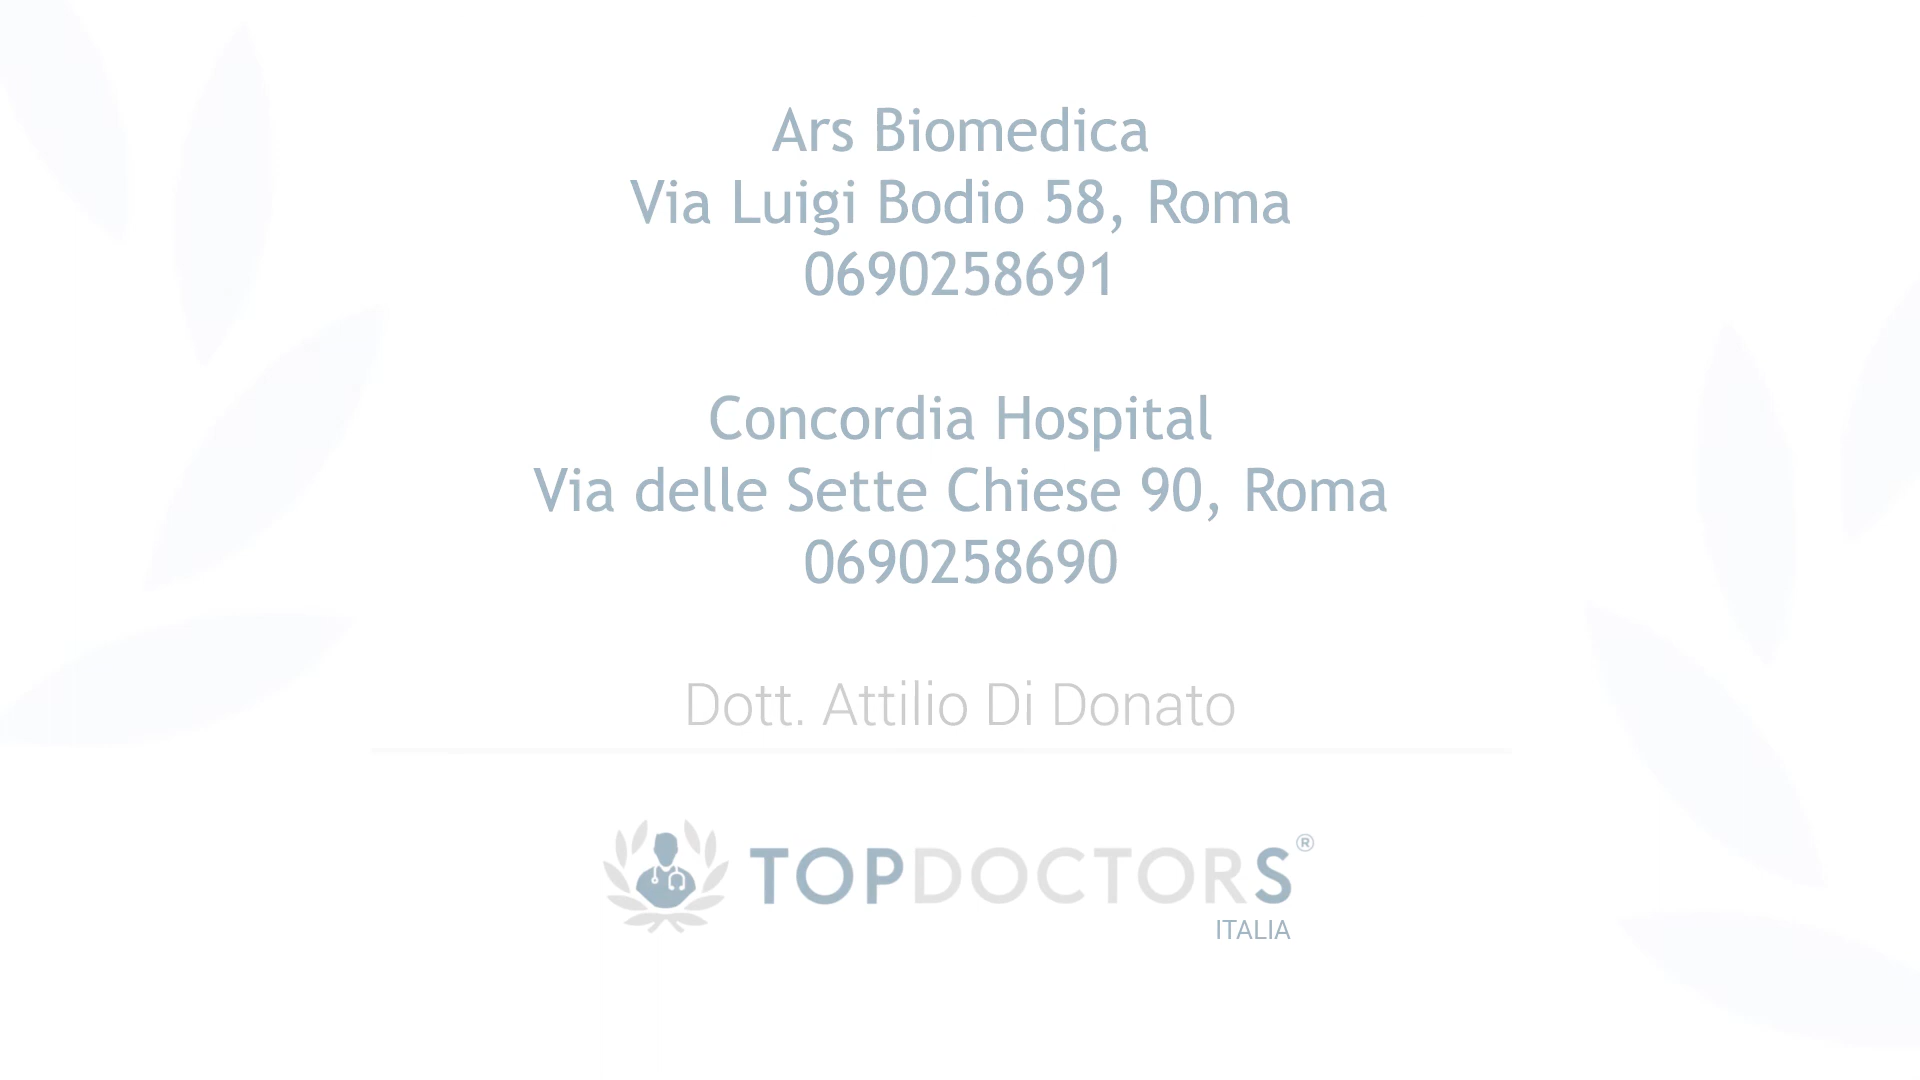 Ars Biomedica
Via Luigi Bodio 58, Roma
0690258691
Concordia Hospital
Via delle Sette Chiese 90, Roma
0690258690
Dott. Attilio Di Donato
TOPDOCTORS®
ITALIA